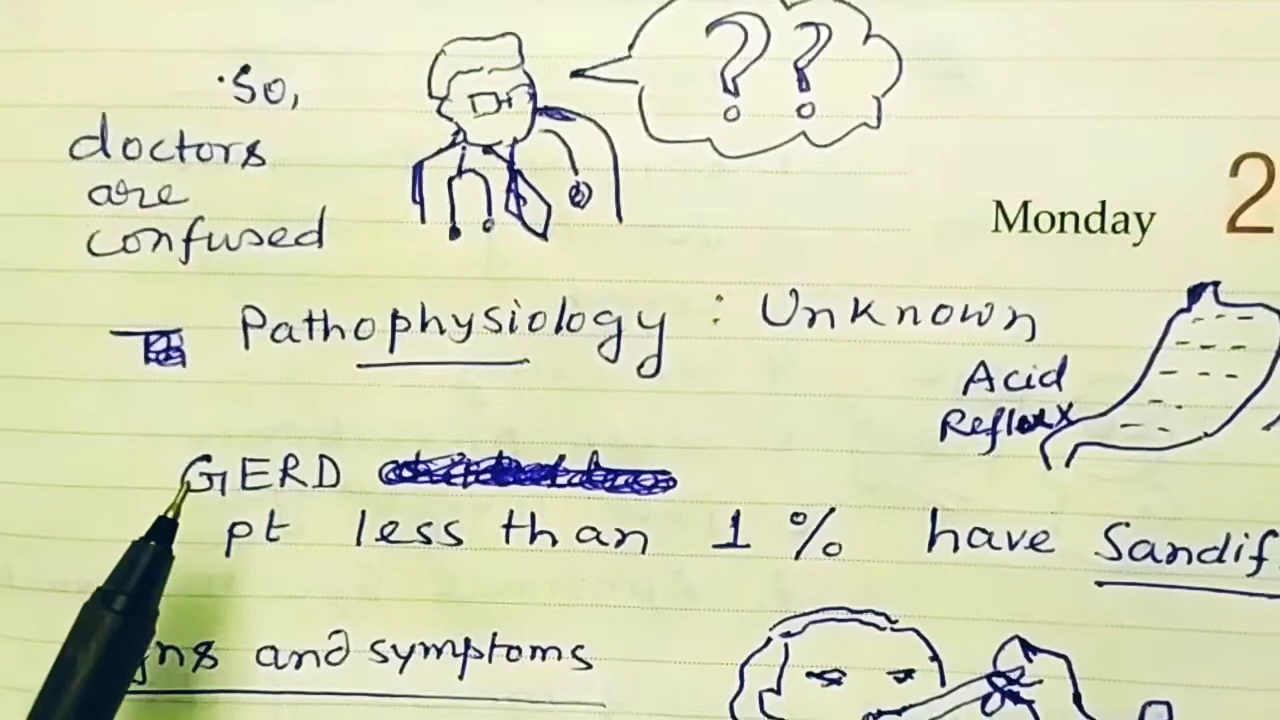 ·So,
doctors
are
confused
? ?
Monday 2
Pathophysiology : Unknown
Acid
Reflux
GERD
pt less than 1 % have Sandif
gns and symptoms